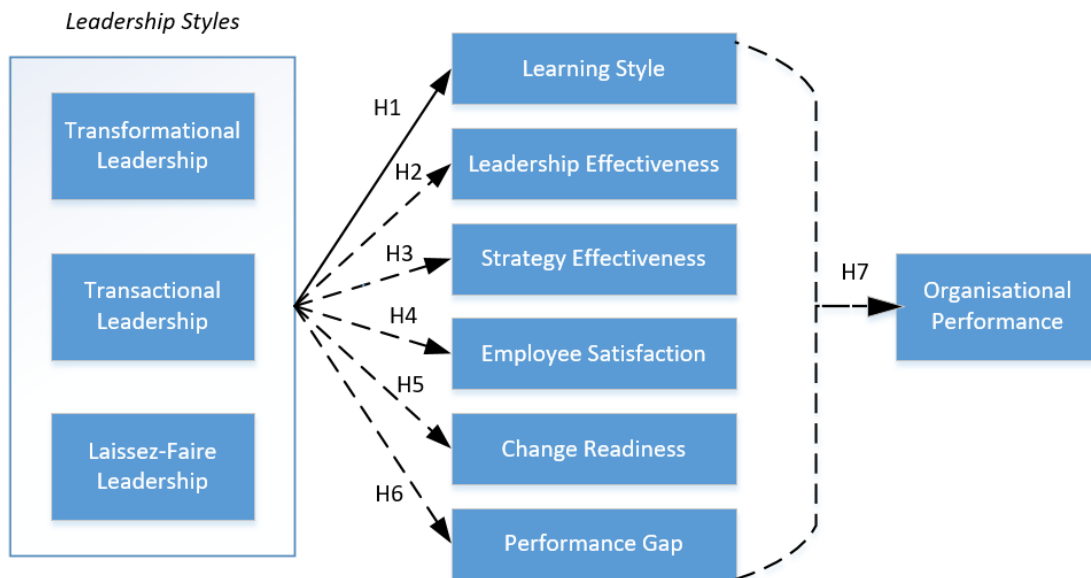 Leadership Styles
Transformational
Leadership
Transactional
Leadership
Laissez-Faire
Leadership
H1
H2
H3
H4
H5
H6
Learning Style
Leadership Effectiveness
Strategy Effectiveness
Employee Satisfaction
Change Readiness
Performance Gap
H7
Organisational
Performance